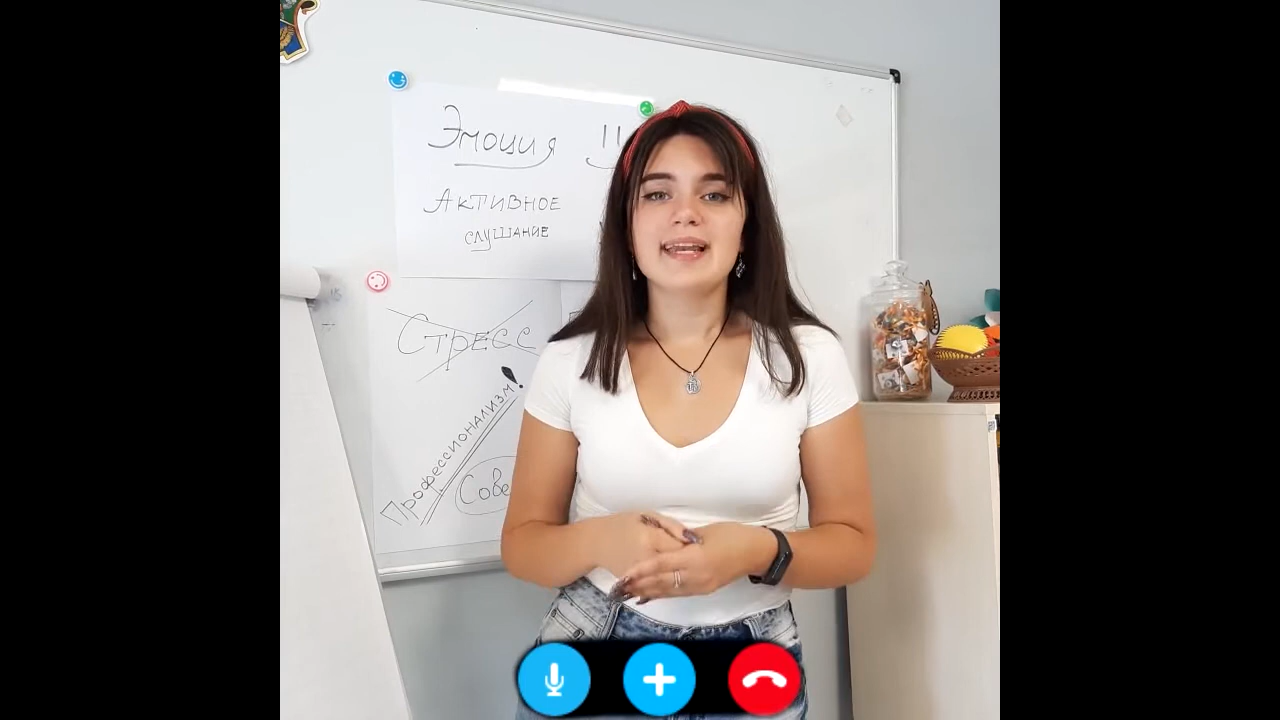 Эмоция
Активное
слушание
Стресс
Профессионализм!